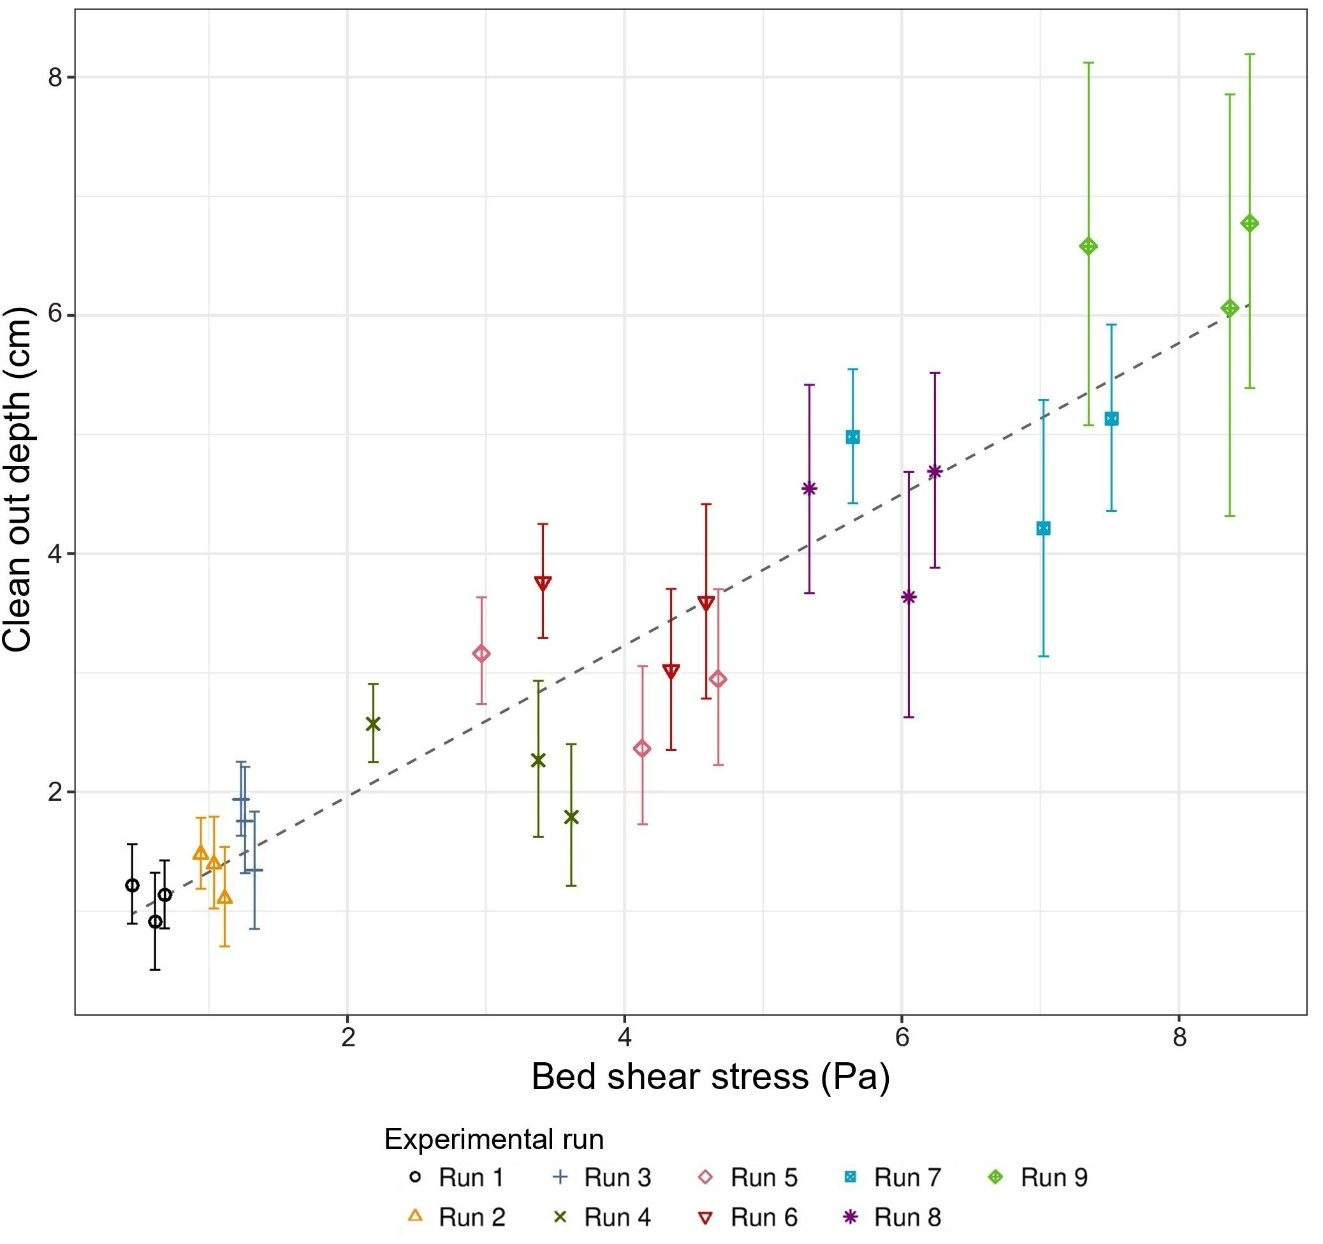 8
6
4
2
Clean out depth (cm)
2 4 6 8
Bed shear stress (Pa)
Experimental run
Run 1 Run 3 Run 5 Run 7 Run 9
Run 2 Run 4 Run 6 Run 8